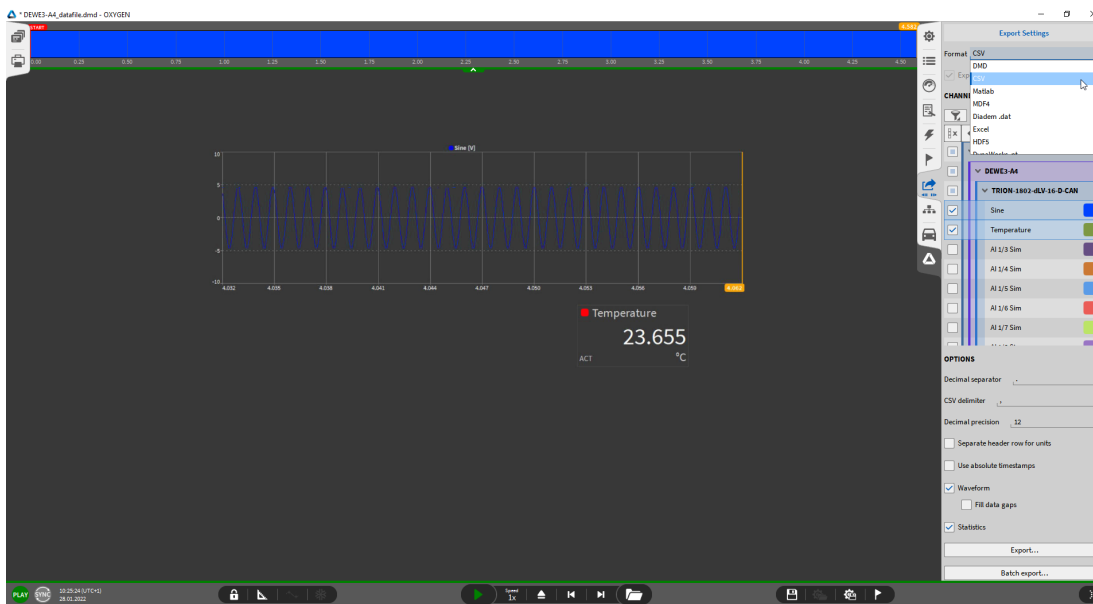 * DEWE3-A4_datafile.dmd - OXYGEN
START
4.542
0.00 0.25 0.50 0.75 1.00 1.25 1.50 1.75 2.00 2.25 2.50 2.75 3.00 3.25 3.50 3.75 4.00 4.25 4.50
Sine (V)
10
5
0
-5
-10
4.032 4.035 4.038 4.041 4.044 4.047 4.050 4.053 4.056 4.059 4.062
Temperature
23.655
ACT °C
Export Settings
Format CSV
DMD
CSV
Matlab
MDF4
Diadem .dat
Excel
HDF5
CHANN
DEWE3-A4
TRION-1802-dLV-16-D-CAN
Sine
Temperature
AI 1/3 Sim
AI 1/4 Sim
AI 1/5 Sim
AI 1/6 Sim
AI 1/7 Sim
OPTIONS
Decimal separator .
CSV delimiter ,
Decimal precision 12
Separate header row for units
Use absolute timestamps
Waveform
Fill data gaps
Statistics
Export...
Batch export...
PLAY
SYNC
10:25:24 (UTC+1)
28.01.2022
Speed
1x